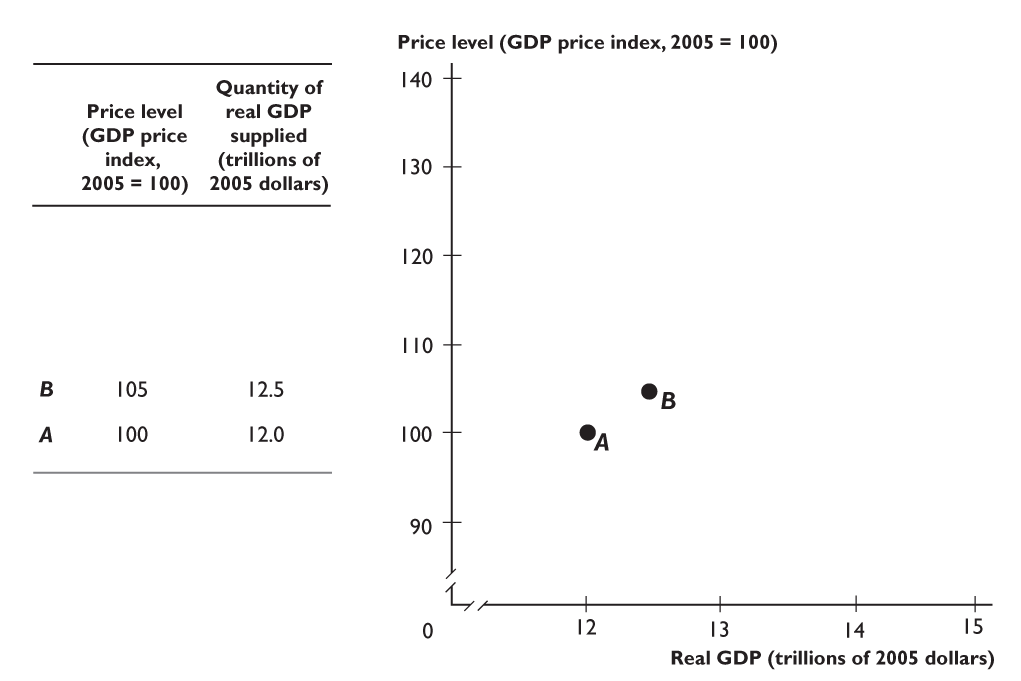 Price level
(GDP price
index,
2005 = 100)
Quantity of
real GDP
supplied
(trillions of
2005 dollars)
B 105 12.5
A 100 12.0
Price level (GDP price index, 2005 = 100)
140
130
120
110
100
90
0
B
A
12 13 14 15
Real GDP (trillions of 2005 dollars)